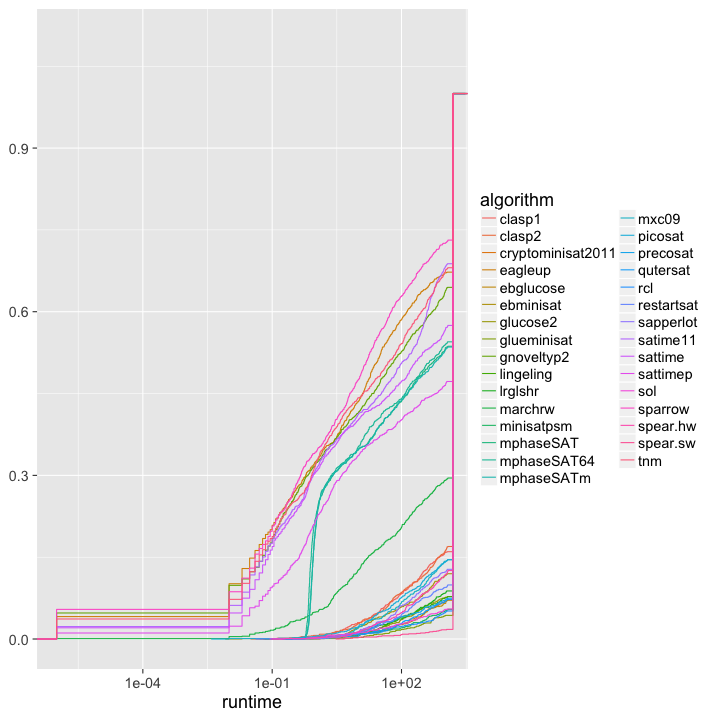 0.9
0.6
0.3
0.0
1e-04 1e-01 1e+02
runtime
algorithm
clasp1 mxc09
clasp2 picosat
cryptominisat2011 precosat
eagleup qutersat
ebglucose rcl
ebminisat restartsat
glucose2 sapperlot
glueminisat satime11
gnoveltyp2 sattime
lingeling sattimep
lrglshr sol
marchrw sparrow
minisatpsm spear.hw
mphaseSAT spear.sw
mphaseSAT64 tnm
mphaseSATm